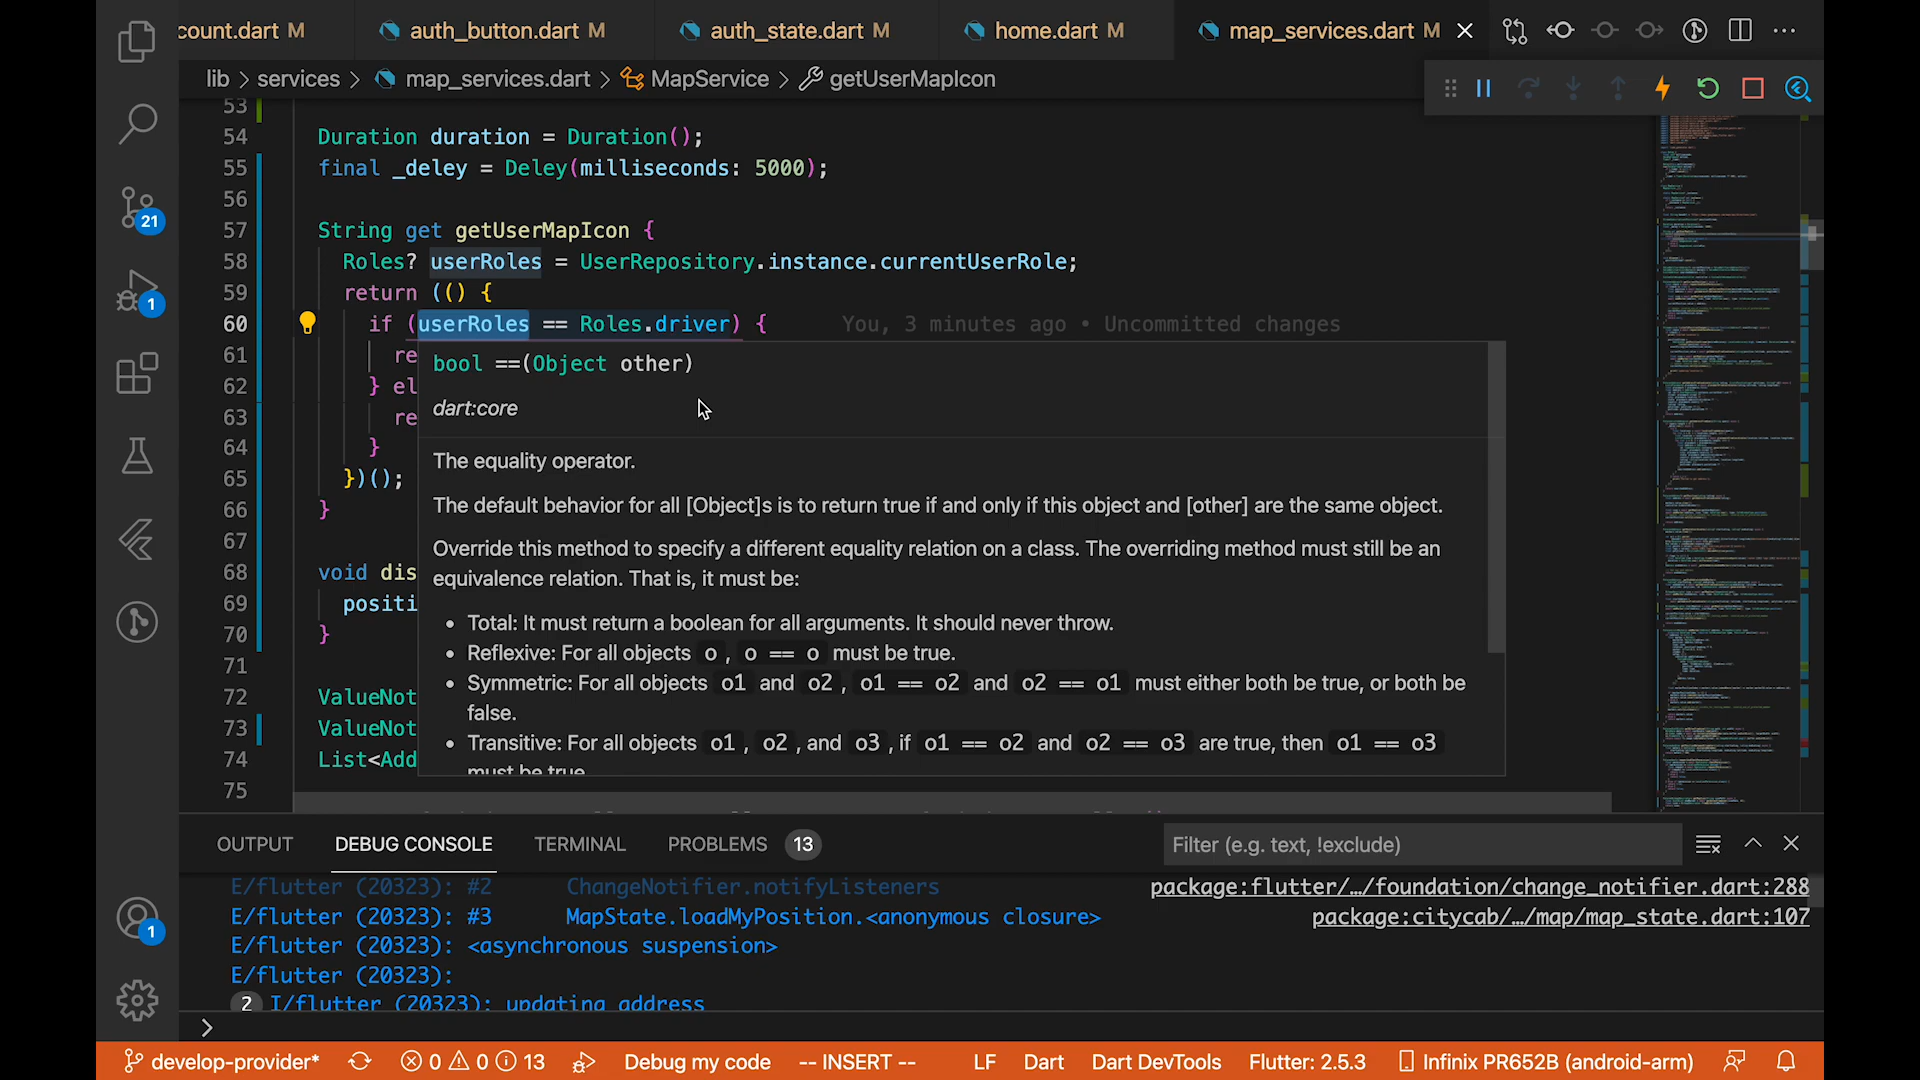 count.dart M
auth_button.dart M
auth_state.dart M
home.dart M
map_services.dart M
lib > services > map_services.dart > MapService > getUserMapIcon
53
54 Duration duration = Duration();
55 final _deley = Deley(milliseconds: 5000);
56
57 String get getUserMapIcon {
58 Roles? userRoles = UserRepository.instance.currentUserRole;
59 return (() {
60 if (userRoles == Roles.driver) { You, 3 minutes ago • Uncommitted changes
61 re
62 } el
63 re
64 }
65 })();
66 }
67
68 void dis
69 positi
70 }
71
72 ValueNot
73 ValueNot
74 List<Add
75
bool ==(Object other)
dart:core
The equality operator.
The default behavior for all [Object]s is to return true if and only if this object and [other] are the same object.
Override this method to specify a different equality relation on a class. The overriding method must still be an
equivalence relation. That is, it must be:
• Total: It must return a boolean for all arguments. It should never throw.
• Reflexive: For all objects o , o == o must be true.
• Symmetric: For all objects o1 and o2 , o1 == o2 and o2 == o1 must either both be true, or both be
false.
• Transitive: For all objects o1 , o2 , and o3 , if o1 == o2 and o2 == o3 are true, then o1 == o3
must be true
21
1
1
OUTPUT DEBUG CONSOLE TERMINAL PROBLEMS 13 Filter (e.g. text, !exclude)
E/flutter (20323): #2 ChangeNotifier.notifyListeners package:flutter/…/foundation/change_notifier.dart:288
E/flutter (20323): #3 MapState.loadMyPosition.<anonymous closure> package:citycab/…/map/map_state.dart:107
E/flutter (20323): <asynchronous suspension>
E/flutter (20323):
2 I/flutter (20323): updating address
>
develop-provider* 0 0 13 Debug my code -- INSERT -- LF Dart Dart DevTools Flutter: 2.5.3 Infinix PR652B (android-arm)